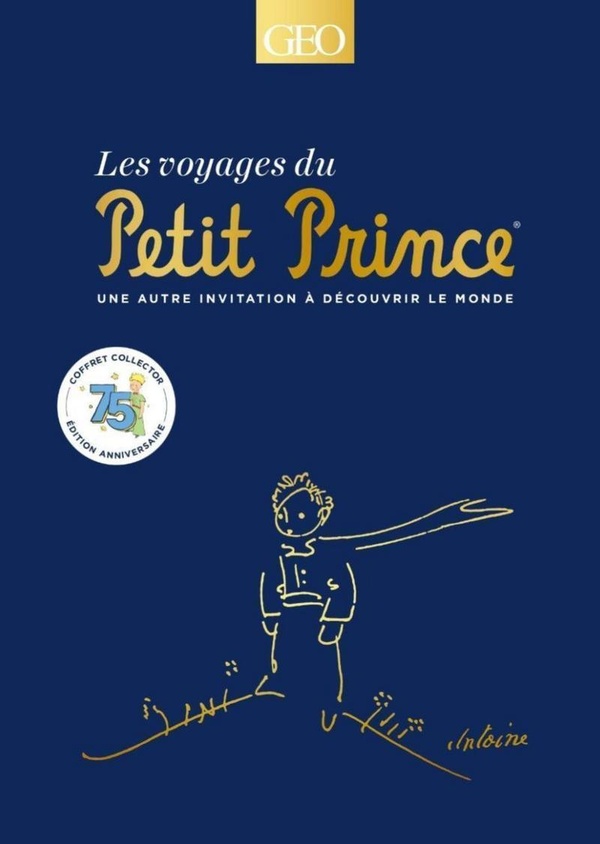 GEO
Les voyages du
Petit Prince®
UNE AUTRE INVITATION À DÉCOUVRIR LE MONDE
COFFRET COLLECTOR
75
ÉDITION ANNIVERSAIRE
Antoine